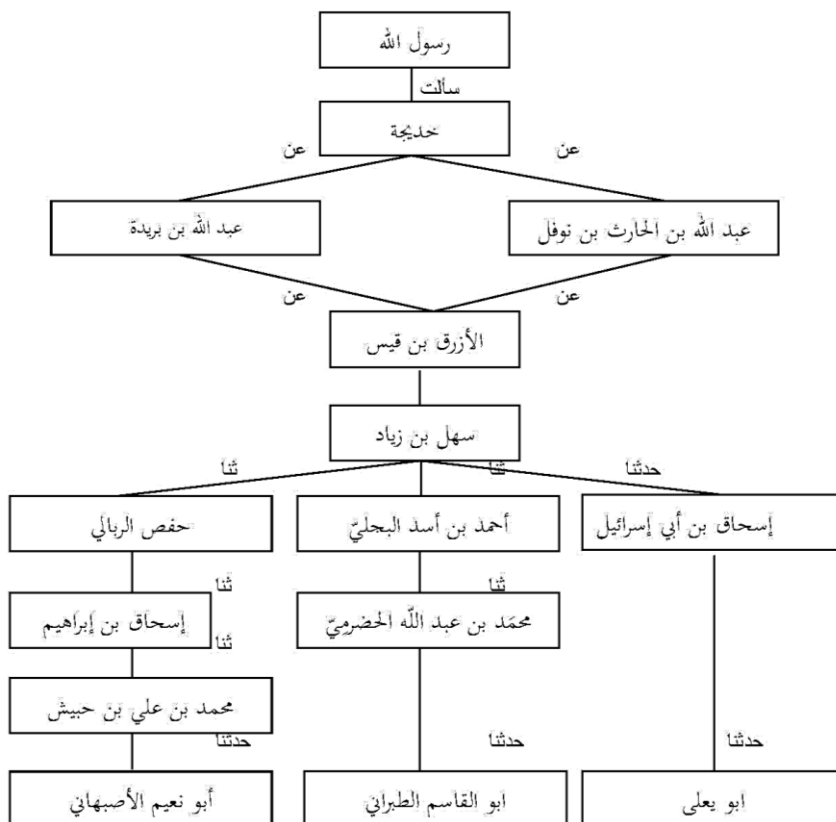 رسول الله
سألت
خديجة
عن
عن
عبد الله بن الحارث بن نوفل
عبد الله بن بريدة
عن
عن
الأزرق بن قيس
سهل بن زياد
حدثنا
ثنا
ثنا
إسحاق بن أبي إسرائيل
أحمد بن أسد البجليّ
حفص الربالي
ثنا
ثنا
محمّد بن عبد اللّه الحضرميّ
إسحاق بن إبراهيم
ثنا
محمد بن علي بن حبيش
حدثنا
حدثنا
حدثنا
ابو يعلى
ابو القاسم الطبراني
أبو نعيم الأصبهاني